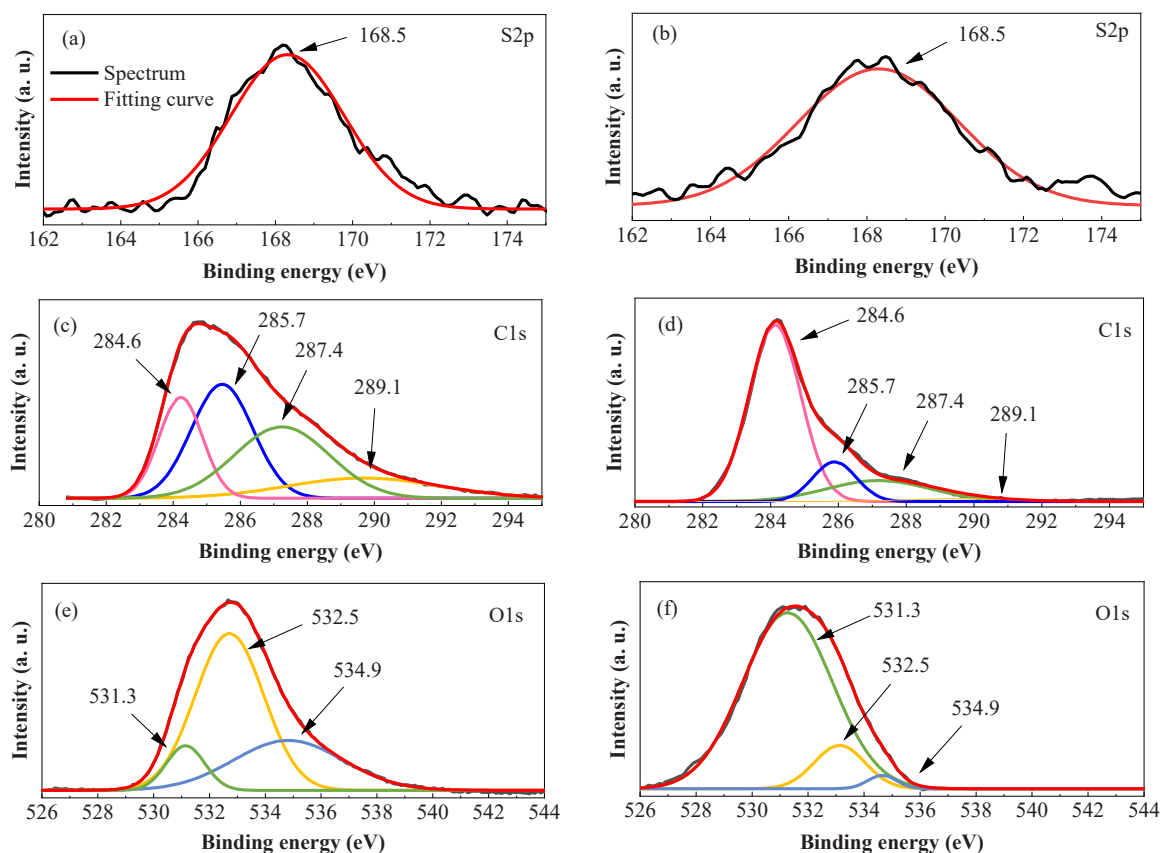 (a)
168.5
S2p
Spectrum
Fitting curve
Intensity (a. u.)
162 164 166 168 170 172 174
Binding energy (eV)
(b)
168.5
S2p
Intensity (a. u.)
162 164 166 168 170 172 174
Binding energy (eV)
(c)
284.6
285.7
287.4
289.1
C1s
Intensity (a. u.)
280 282 284 286 288 290 292 294
Binding energy (eV)
(d)
284.6
285.7
287.4
289.1
C1s
Intensity (a. u.)
280 282 284 286 288 290 292 294
Binding energy (eV)
(e)
531.3
532.5
534.9
O1s
Intensity (a. u.)
526 528 530 532 534 536 538 540 542 544
Binding energy (eV)
(f)
531.3
532.5
534.9
O1s
Intensity (a. u.)
526 528 530 532 534 536 538 540 542 544
Binding energy (eV)